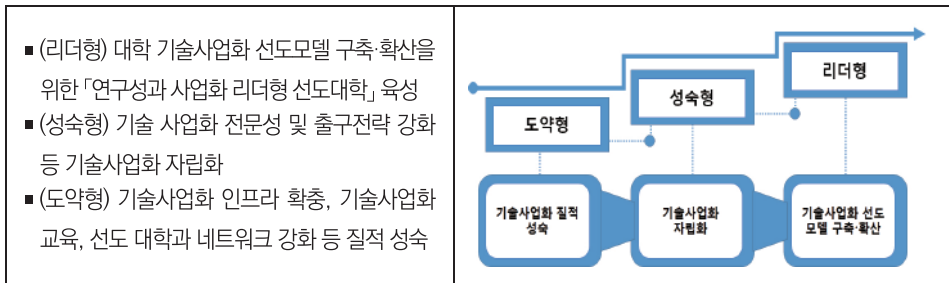 ▪ (리더형) 대학 기술사업화 선도모델 구축·확산을
위한 「연구성과 사업화 리더형 선도대학」 육성
▪ (성숙형) 기술 사업화 전문성 및 출구전략 강화
등 기술사업화 자립화
▪ (도약형) 기술사업화 인프라 확충, 기술사업화
교육, 선도 대학과 네트워크 강화 등 질적 성숙
리더형
성숙형
도약형
기술사업화 질적
성숙
기술사업화
자립화
기술사업화 선도
모델 구축·확산